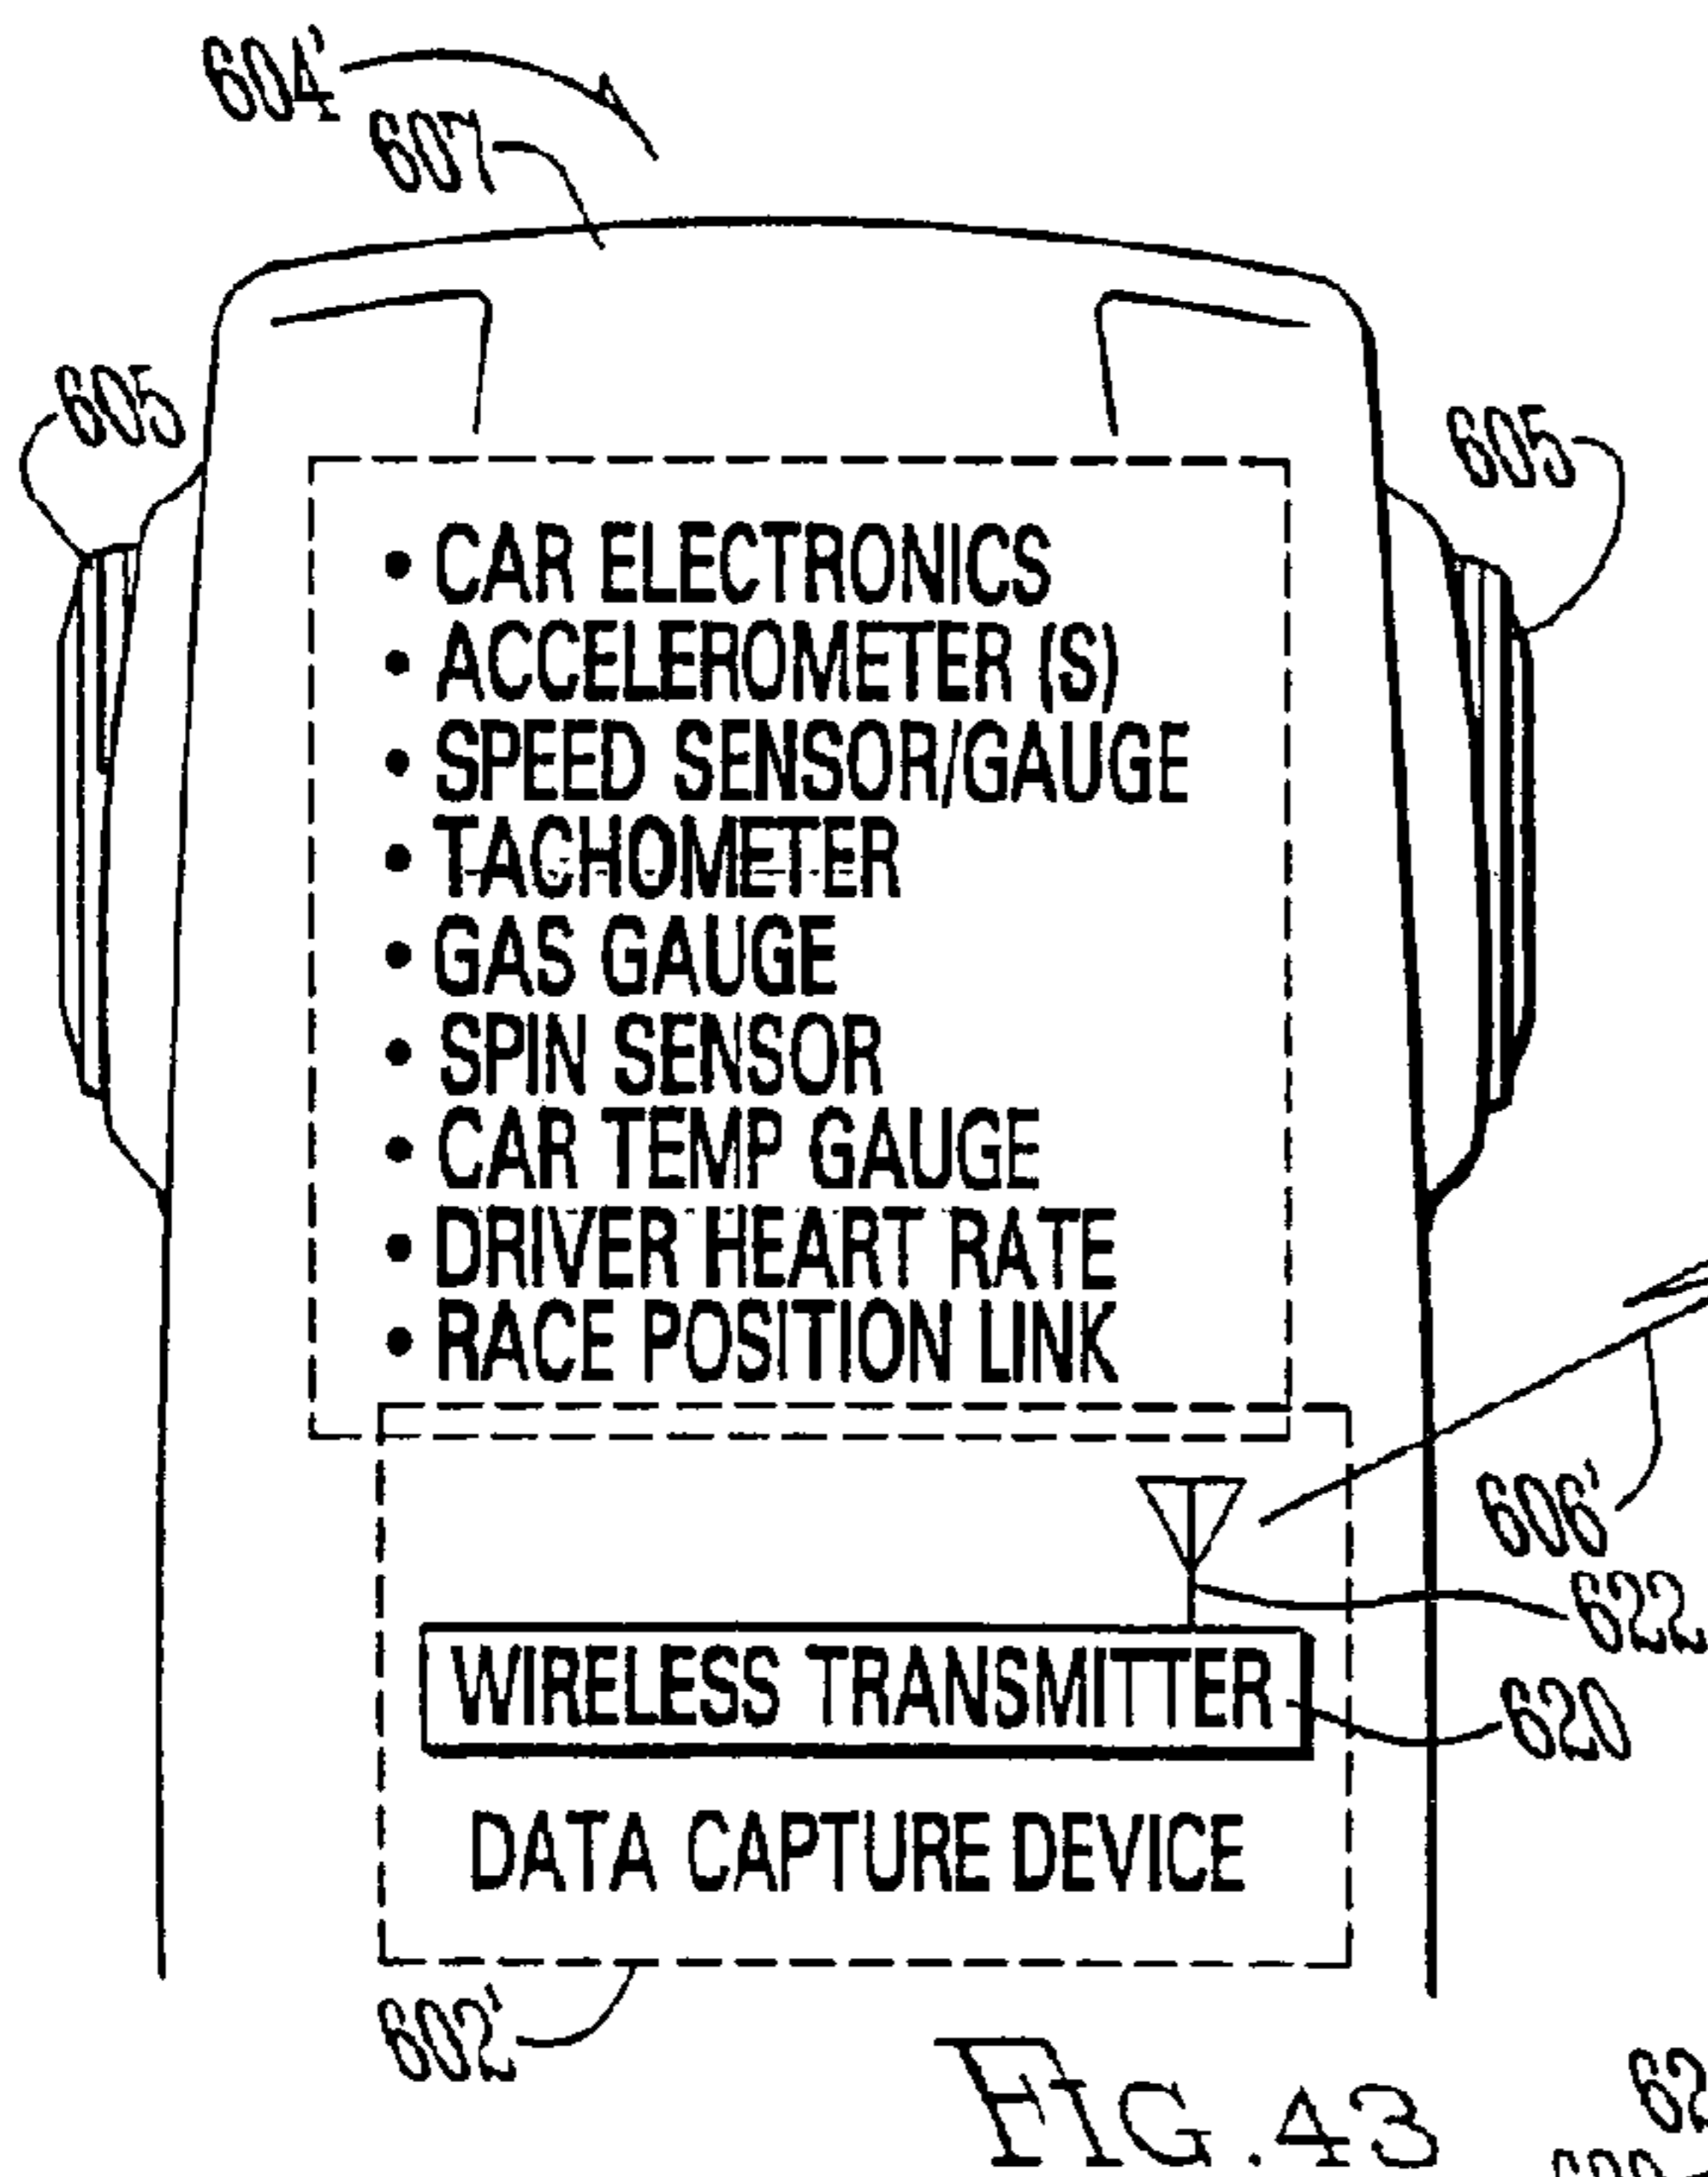 604'
607
605
605
• CAR ELECTRONICS
• ACCELEROMETER (S)
• SPEED SENSOR/GAUGE
• TACHOMETER
• GAS GAUGE
• SPIN SENSOR
• CAR TEMP GAUGE
• DRIVER HEART RATE
• RACE POSITION LINK
606'
622
WIRELESS TRANSMITTER
620
DATA CAPTURE DEVICE
602'
FIG.43